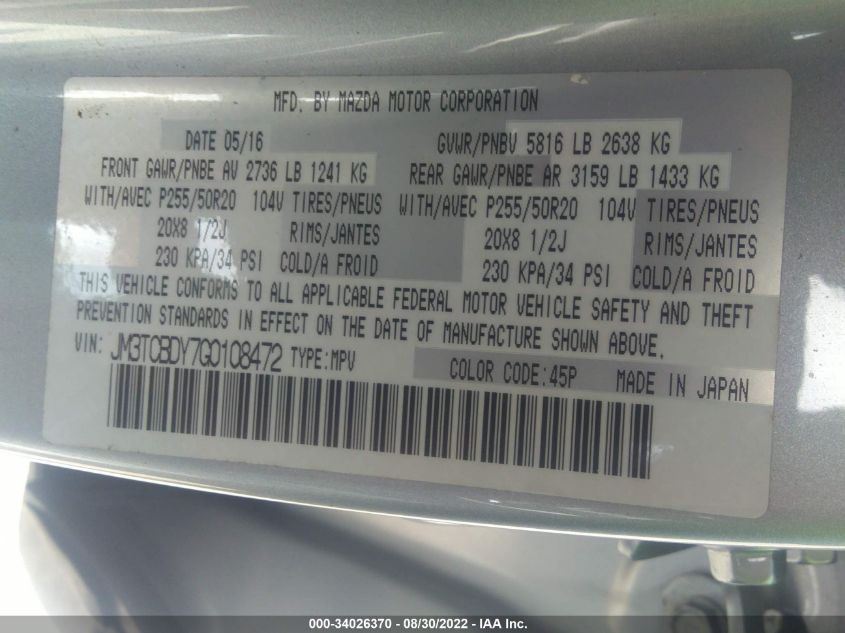 MFD. BY MAZDA MOTOR CORPORATION
DATE 05/16 GVWR/PNBV 5816 LB 2638 KG
FRONT GAWR/PNBE AV 2736 LB 1241 KG REAR GAWR/PNBE AR 3159 LB 1433 KG
WITH/AVEC P255/50R20 104V TIRES/PNEUS WITH/AVEC P255/50R20 104V TIRES/PNEUS
20X8 1/2J RIMS/JANTES 20X8 1/2J RIMS/JANTES
230 KPA/34 PSI COLD/A FROID 230 KPA/34 PSI COLD/A FROID
THIS VEHICLE CONFORMS TO ALL APPLICABLE FEDERAL MOTOR VEHICLE SAFETY AND THEFT
PREVENTION STANDARDS IN EFFECT ON THE DATE OF MANUFACTURE SHOWN ABOVE.
VIN: JM3TCBDY7G0108472 TYPE:MPV COLOR CODE:45P MADE IN JAPAN
000-34026370 - 08/30/2022 - IAA Inc.